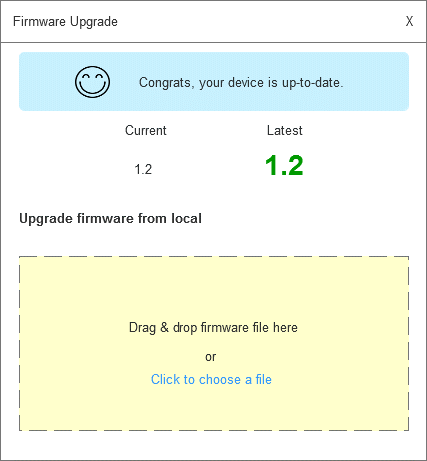 Firmware Upgrade X
Congrats, your device is up-to-date.
Current Latest
1.2 1.2
Upgrade firmware from local
Drag & drop firmware file here
or
Click to choose a file